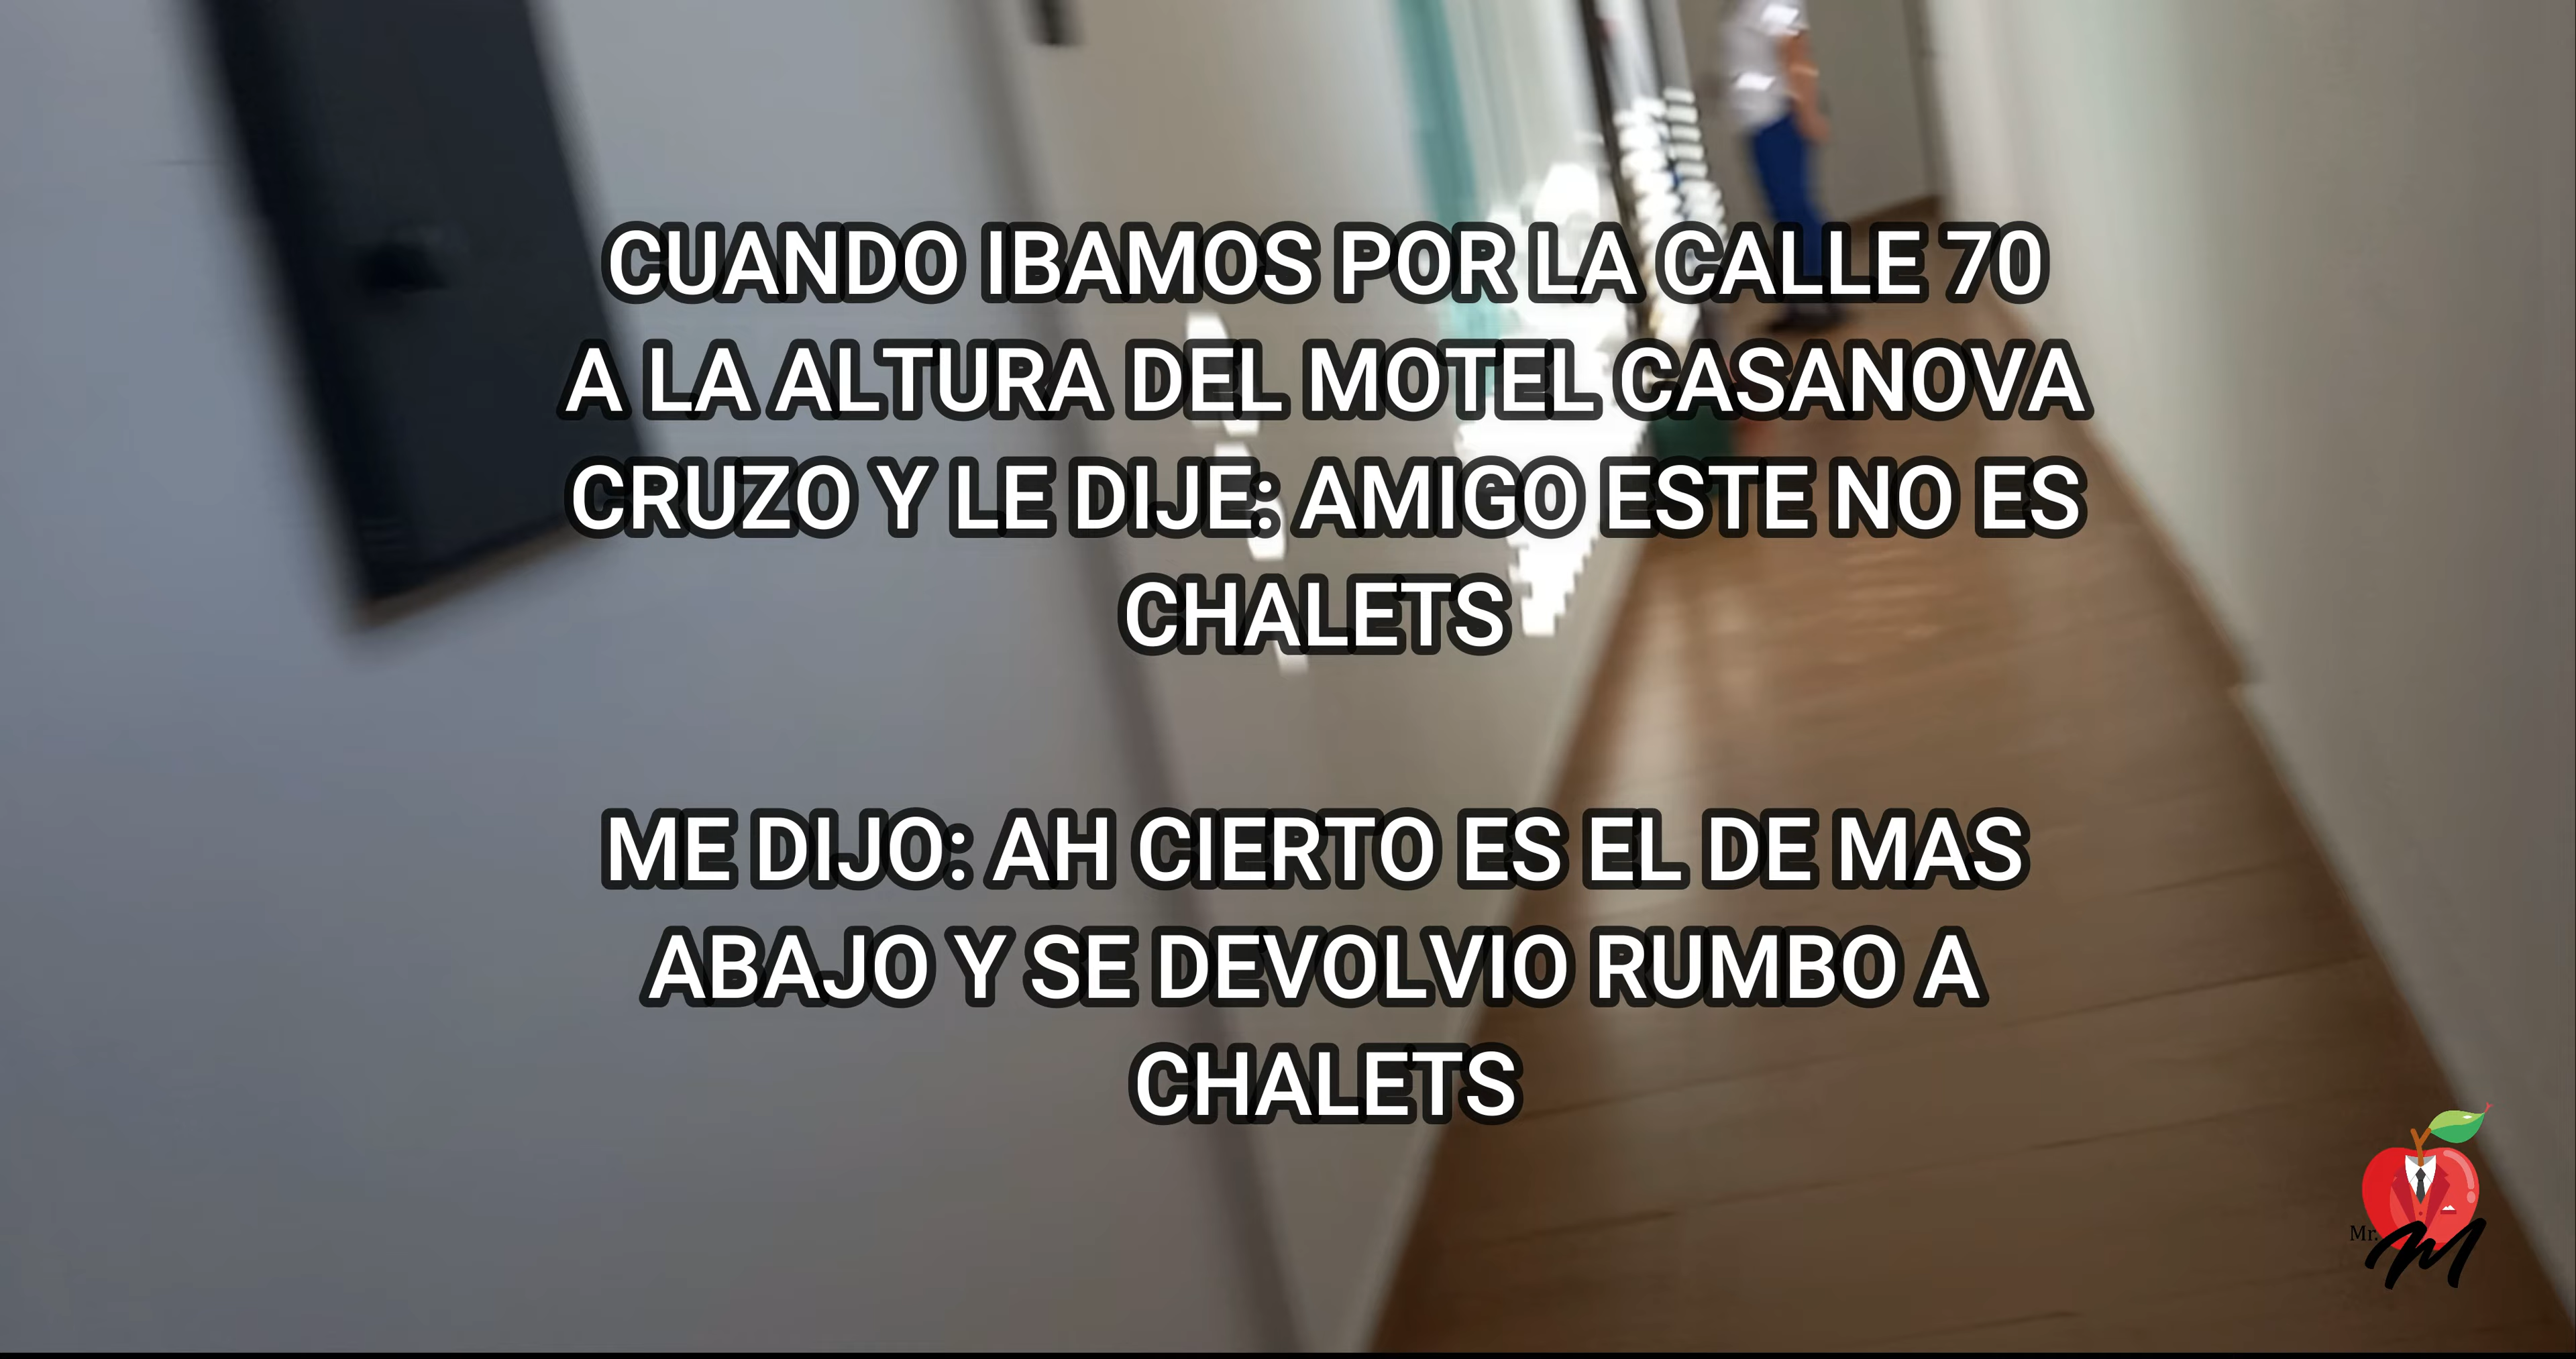 CUANDO IBAMOS POR LA CALLE 70
A LA ALTURA DEL MOTEL CASANOVA
CRUZO Y LE DIJE: AMIGO ESTE NO ES
CHALETS
ME DIJO: AH CIERTO ES EL DE MAS
ABAJO Y SE DEVOLVIO RUMBO A
CHALETS
Mr.
M